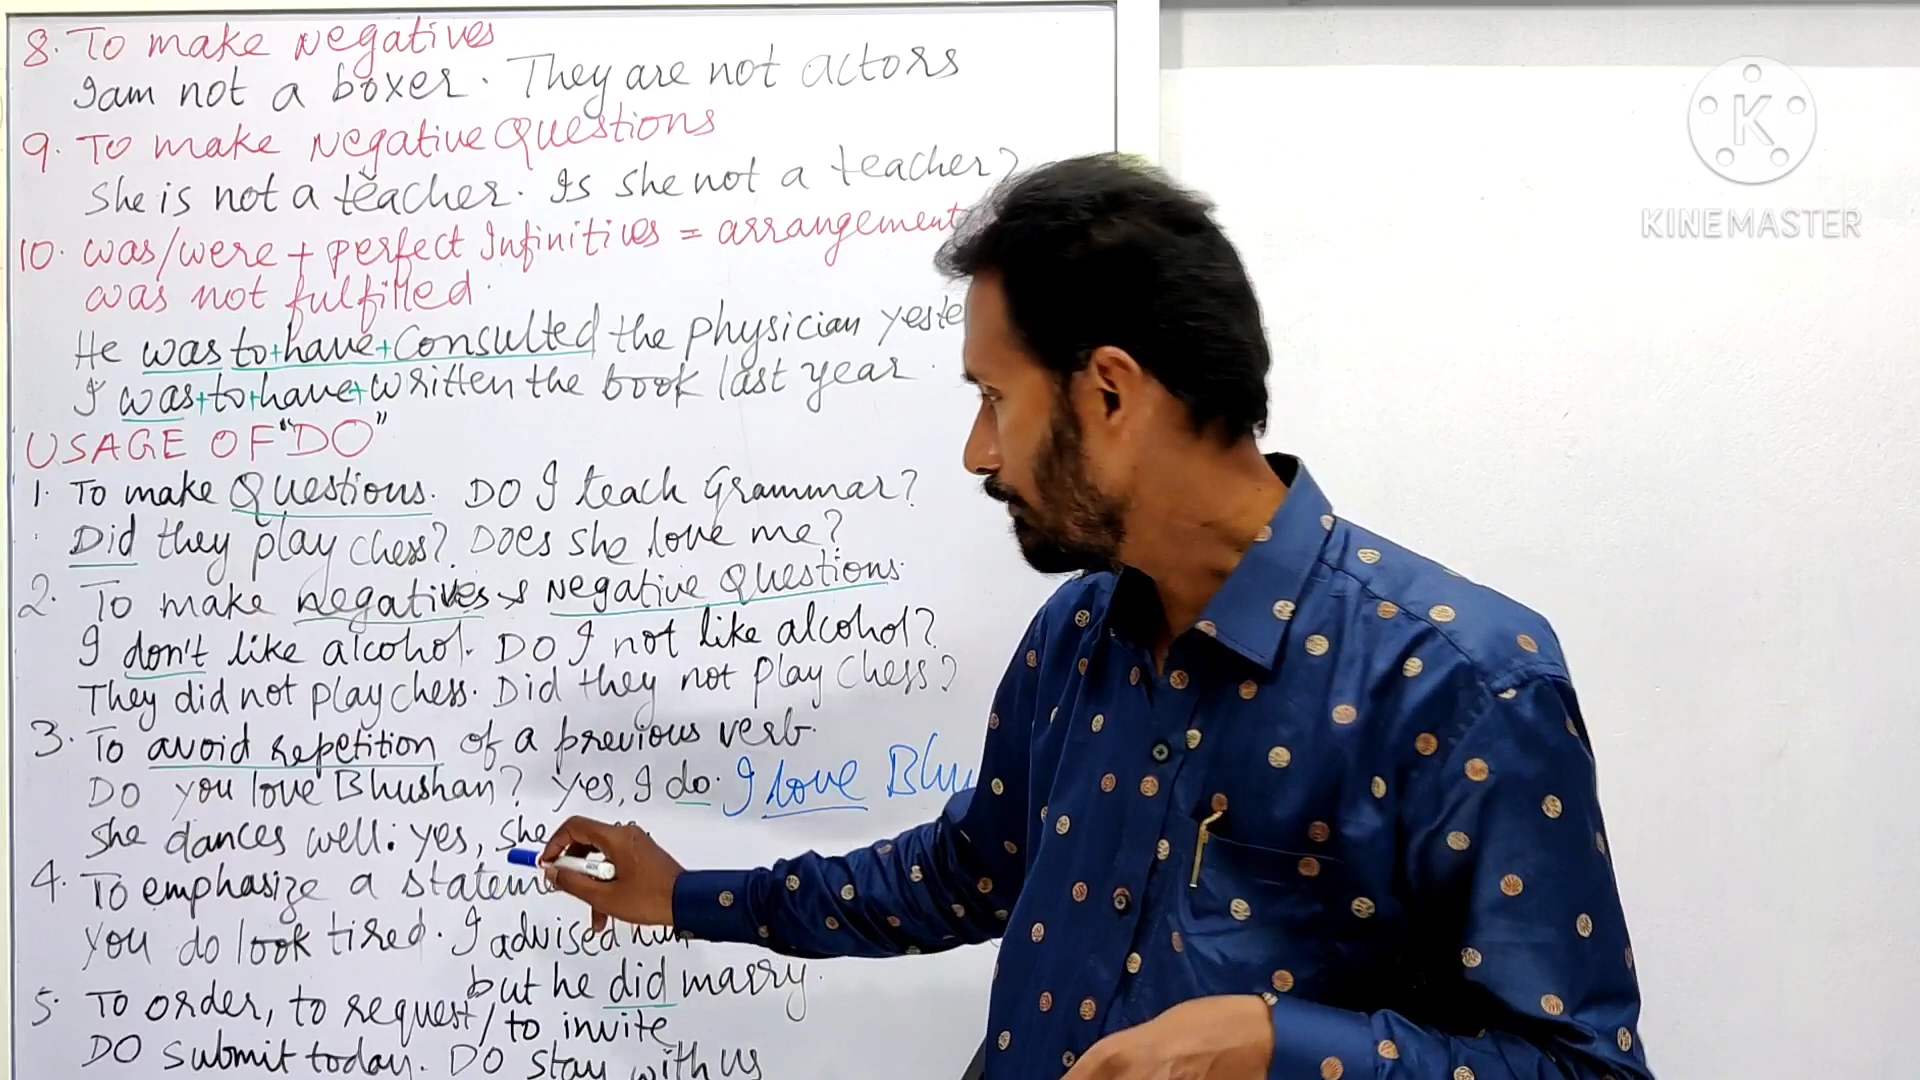 8. To make Negatives
I am not a boxer. They are not actors
9. To make Negative Questions
She is not a teacher. Is she not a teacher?
10. was/were + perfect Infinitives = arrangement
was not fulfilled.
He was to+have+consulted the physician
I was+to+have+written the book last year.
USAGE OF "DO"
1. To make Questions. DO I teach Grammar?
Did they play chess? Does she love me?
2. To make negatives & Negative Questions.
I don't like alcohol. DO I not like alcohol?
They did not play chess. Did they not play chess?
3. To avoid repetition of a previous verb.
Do you love Bhushan? Yes, I do. I love
She dances well: yes, she
4. To emphasize a
You do look tired. I advised
but he did marry.
5. To order, to request/to invite
DO submit today. DO stay with us
K
KINEMASTER